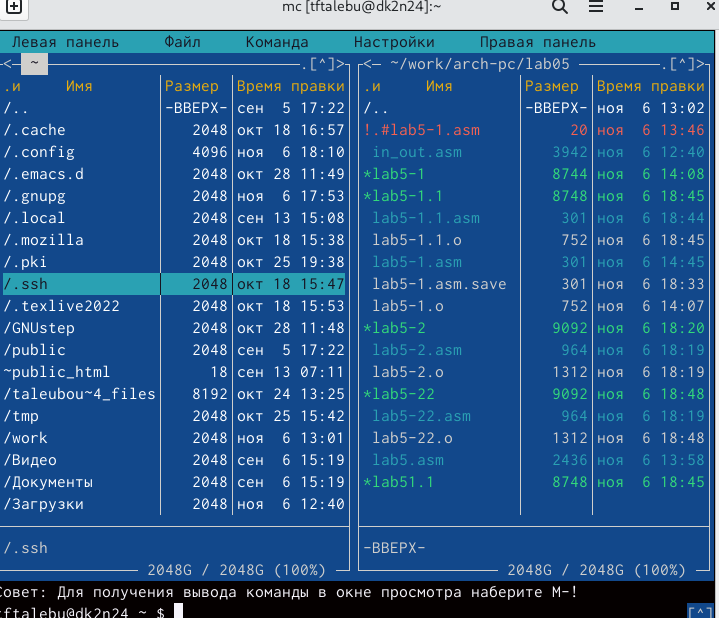 mc [tftalebu@dk2n24]:~
Левая панель Файл Команда Настройки Правая панель
<— ~ .[^]> <— ~/work/arch-pc/lab05 .[^]>
.и Имя Размер Время правки .и Имя Размер Время правки
/.. -ВВЕРХ- сен 5 17:22 /.. -ВВЕРХ- ноя 6 13:02
/.cache 2048 окт 18 16:57 !.#lab5-1.asm 20 ноя 6 13:46
/.config 4096 ноя 6 18:10 in_out.asm 3942 ноя 6 12:40
/.emacs.d 2048 окт 28 11:49 *lab5-1 8744 ноя 6 14:08
/.gnupg 2048 ноя 6 17:53 *lab5-1.1 8748 ноя 6 18:45
/.local 2048 сен 13 15:08 lab5-1.1.asm 301 ноя 6 18:44
/.mozilla 2048 окт 18 15:38 lab5-1.1.o 752 ноя 6 18:45
/.pki 2048 окт 25 19:38 lab5-1.asm 301 ноя 6 14:45
/.ssh 2048 окт 18 15:47 lab5-1.asm.save 301 ноя 6 18:33
/.texlive2022 2048 окт 18 15:53 lab5-1.o 752 ноя 6 14:07
/GNUstep 2048 окт 28 11:48 *lab5-2 9092 ноя 6 18:20
/public 2048 сен 5 17:22 lab5-2.asm 964 ноя 6 18:19
~public_html 18 сен 13 07:11 lab5-2.o 1312 ноя 6 18:19
/taleubou~4_files 8192 окт 24 13:25 *lab5-22 9092 ноя 6 18:48
/tmp 2048 окт 25 15:42 lab5-22.asm 964 ноя 6 18:19
/work 2048 ноя 6 13:01 lab5-22.o 1312 ноя 6 18:48
/Видео 2048 сен 6 15:19 lab5.asm 2436 ноя 6 13:58
/Документы 2048 сен 6 15:19 *lab51.1 8748 ноя 6 18:45
/Загрузки 2048 ноя 6 12:40
/.ssh -ВВЕРХ-
2048G / 2048G (100%) 2048G / 2048G (100%)
Совет: Для получения вывода команды в окне просмотра наберите M-!
tftalebu@dk2n24 ~ $ [^]